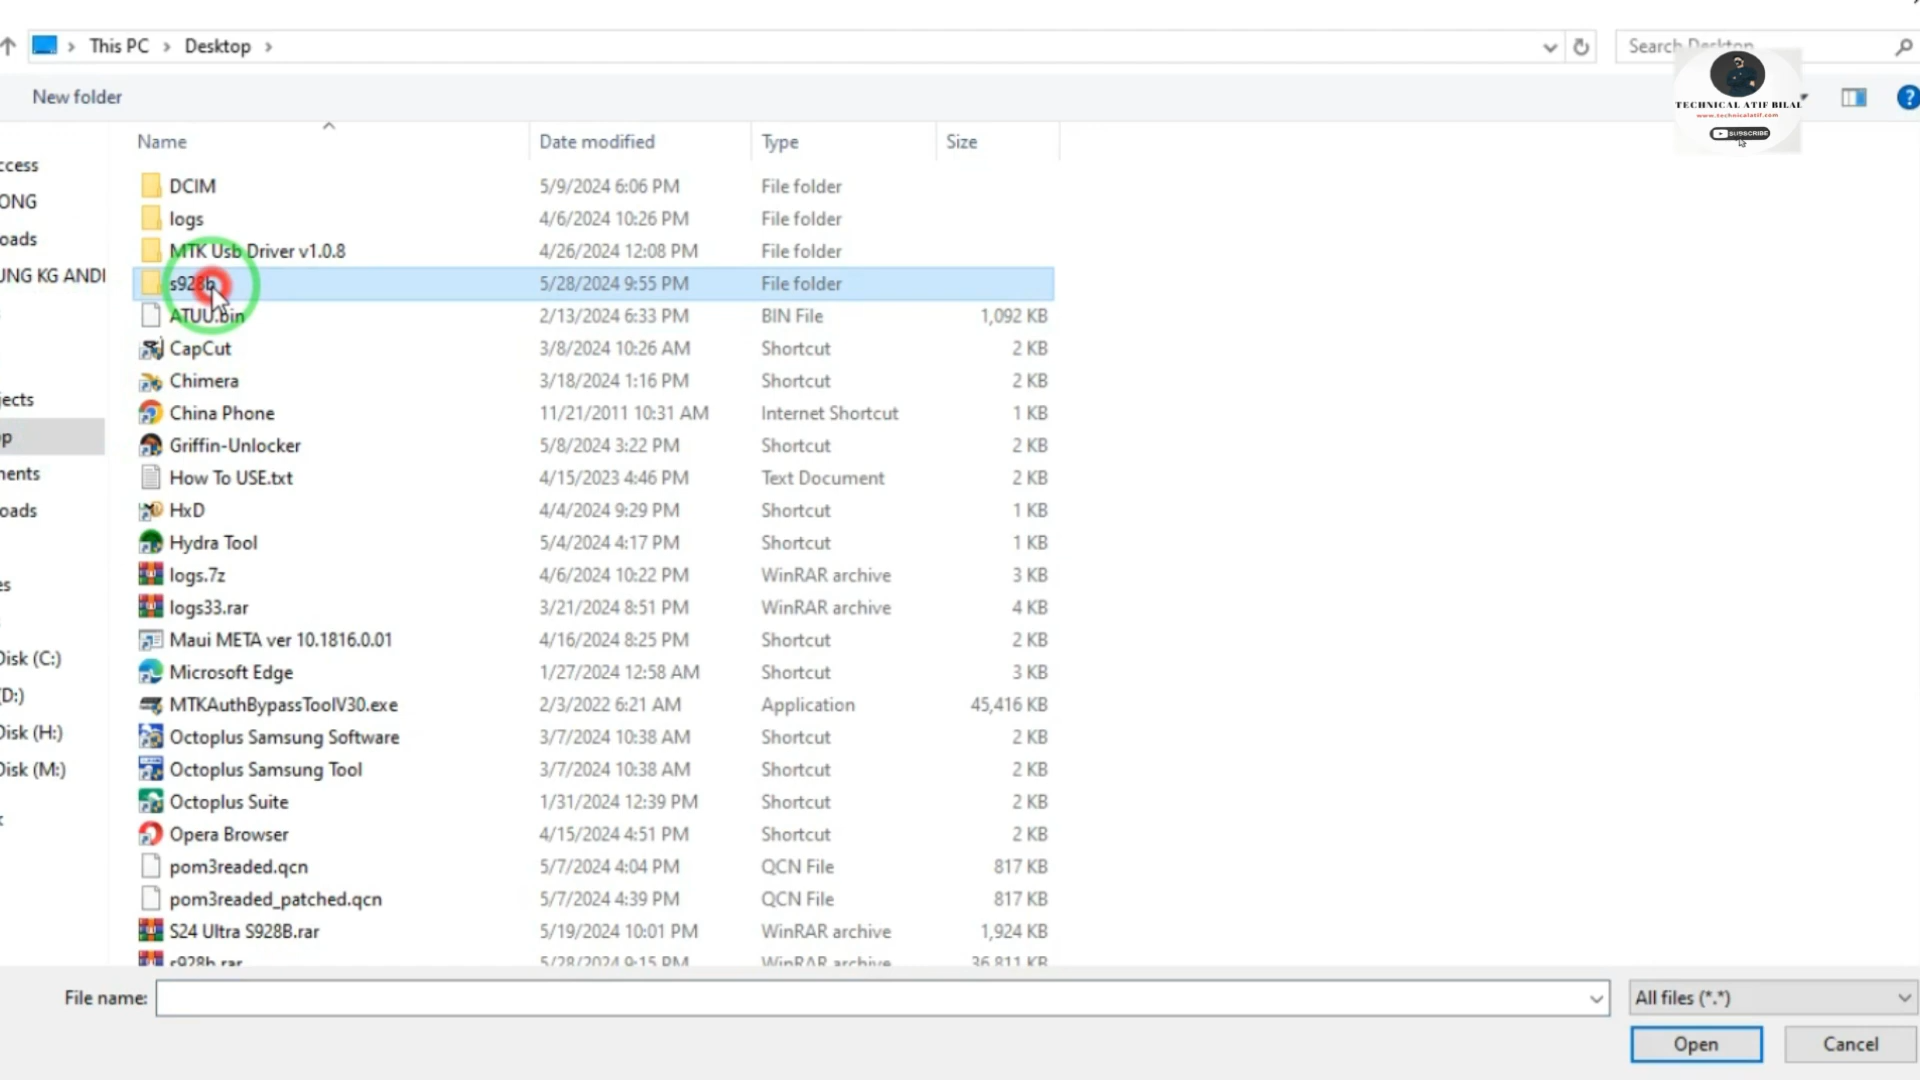 This PC > Desktop >
Search Desktop
New folder
?
TECHNICAL ATIF BILAL
www.technicalatif.com
SUBSCRIBE
Name Date modified Type Size
ccess
ONG
oads
UNG KG ANDI
jects
op
ments
oads
es
Disk (C:)
(D:)
Disk (H:)
Disk (M:)
DCIM 5/9/2024 6:06 PM File folder
logs 4/6/2024 10:26 PM File folder
MTK Usb Driver v1.0.8 4/26/2024 12:08 PM File folder
s928b 5/28/2024 9:55 PM File folder
ATUU.bin 2/13/2024 6:33 PM BIN File 1,092 KB
CapCut 3/8/2024 10:26 AM Shortcut 2 KB
Chimera 3/18/2024 1:16 PM Shortcut 2 KB
China Phone 11/21/2011 10:31 AM Internet Shortcut 1 KB
Griffin-Unlocker 5/8/2024 3:22 PM Shortcut 2 KB
How To USE.txt 4/15/2023 4:46 PM Text Document 2 KB
HxD 4/4/2024 9:29 PM Shortcut 1 KB
Hydra Tool 5/4/2024 4:17 PM Shortcut 1 KB
logs.7z 4/6/2024 10:22 PM WinRAR archive 3 KB
logs33.rar 3/21/2024 8:51 PM WinRAR archive 4 KB
Maui META ver 10.1816.0.01 4/16/2024 8:25 PM Shortcut 2 KB
Microsoft Edge 1/27/2024 12:58 AM Shortcut 3 KB
MTKAuthBypassToolV30.exe 2/3/2022 6:21 AM Application 45,416 KB
Octoplus Samsung Software 3/7/2024 10:38 AM Shortcut 2 KB
Octoplus Samsung Tool 3/7/2024 10:38 AM Shortcut 2 KB
Octoplus Suite 1/31/2024 12:39 PM Shortcut 2 KB
Opera Browser 4/15/2024 4:51 PM Shortcut 2 KB
pom3readed.qcn 5/7/2024 4:04 PM QCN File 817 KB
pom3readed_patched.qcn 5/7/2024 4:39 PM QCN File 817 KB
S24 Ultra S928B.rar 5/19/2024 10:01 PM WinRAR archive 1,924 KB
s928b.rar 5/28/2024 9:15 PM WinRAR archive 36,811 KB
File name: All files (*.*)
Open Cancel